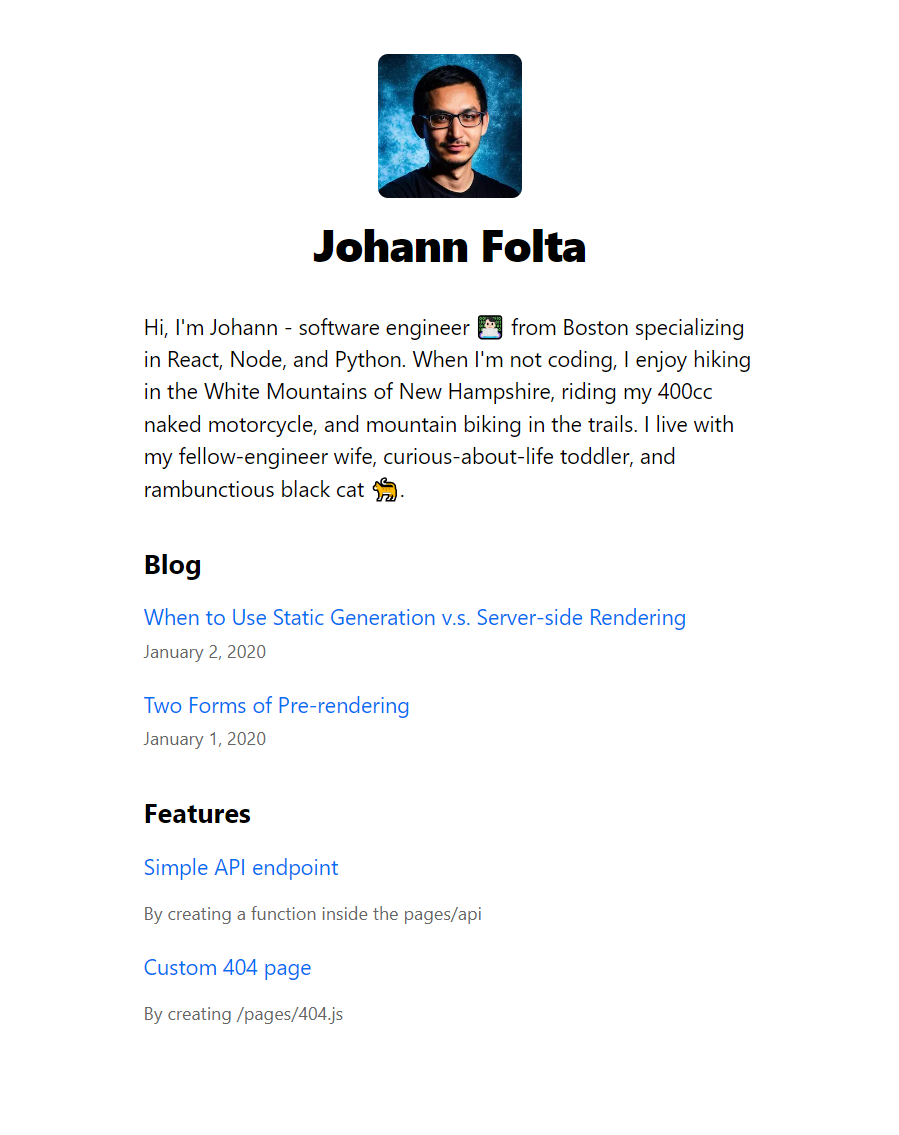 Johann Folta
Hi, I'm Johann - software engineer 👨🏻‍💻 from Boston specializing
in React, Node, and Python. When I'm not coding, I enjoy hiking
in the White Mountains of New Hampshire, riding my 400cc
naked motorcycle, and mountain biking in the trails. I live with
my fellow-engineer wife, curious-about-life toddler, and
rambunctious black cat 🐈.
Blog
When to Use Static Generation v.s. Server-side Rendering
January 2, 2020
Two Forms of Pre-rendering
January 1, 2020
Features
Simple API endpoint
By creating a function inside the pages/api
Custom 404 page
By creating /pages/404.js